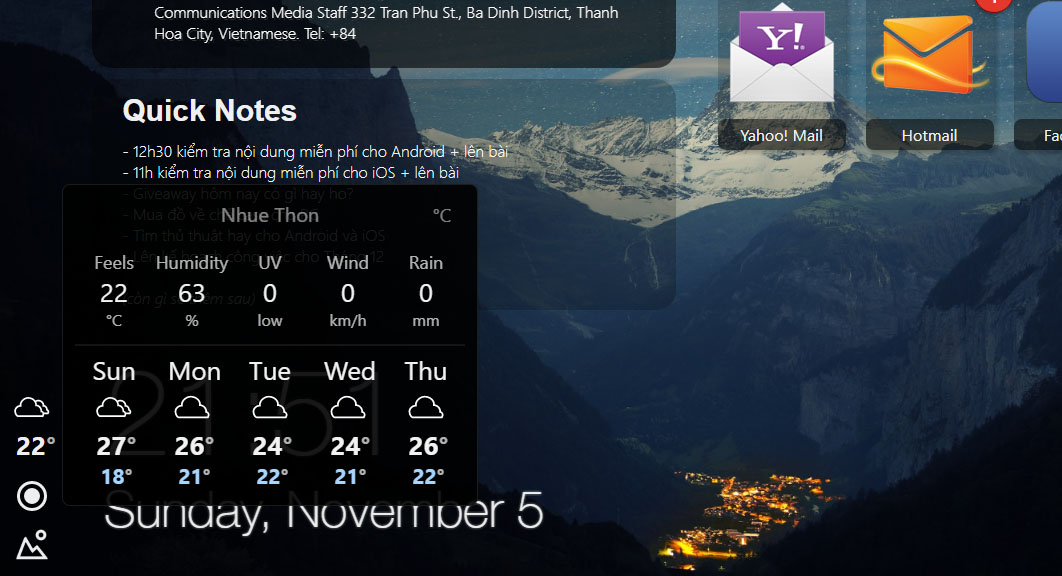 Communications Media Staff 332 Tran Phu St., Ba Dinh District, Thanh
Hoa City, Vietnamese. Tel: +84
Y!
Yahoo! Mail
Hotmail
Quick Notes
- 12h30 kiểm tra nội dung miễn phí cho Android + lên bài
- 11h kiểm tra nội dung miễn phí cho iOS + lên bài
- Giveaway hôm nay có gì hay ho?
- Mua đồ về
- Tìm thủ thuật hay cho Android và iOS
Nhue Thon °C
Feels Humidity UV Wind Rain
22 63 0 0 0
°C % low km/h mm
Sun Mon Tue Wed Thu
27° 26° 24° 24° 26°
18° 21° 22° 21° 22°
22°
21:51
Sunday, November 5